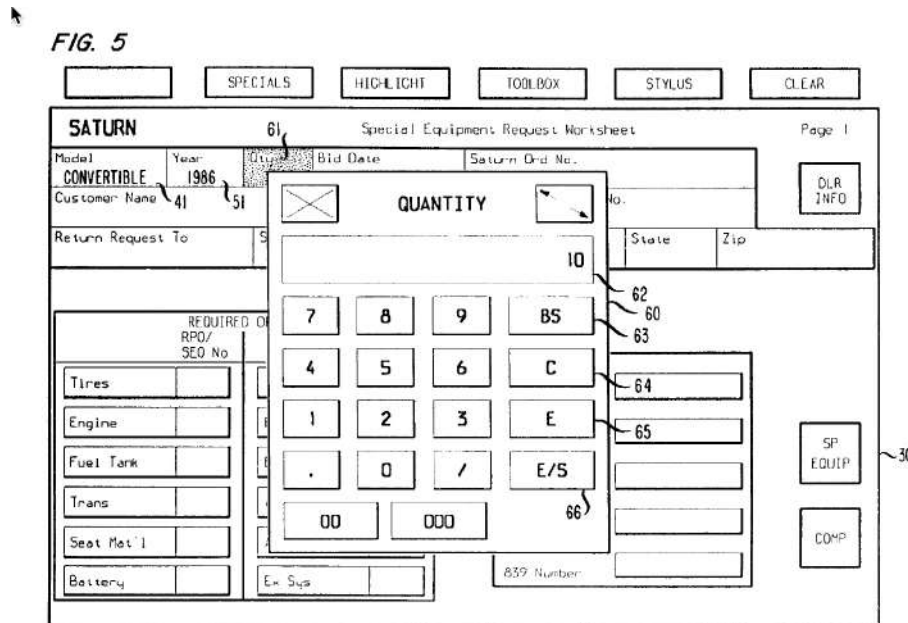 FIG. 5
SPECIALS HIGHLIGHT TOOLBOX STYLUS CLEAR
SATURN 61 Special Equipment Request Worksheet Page 1
Model Year Bid Date Saturn Ord No.
CONVERTIBLE 1986
Customer Name 41 51 No.
DLR
INFO
QUANTITY
Return Request To State Zip
10
62
60
63
REQUIRED
RPO/
SEO No
7 8 9 BS
4 5 6 C
64
1 2 3 E
65
. 0 / E/S
66
00 000
Tires
Engine
Fuel Tank
Trans
Seat Mat'l
Battery Ex Sys
839 Number
SP
EQUIP
COMP